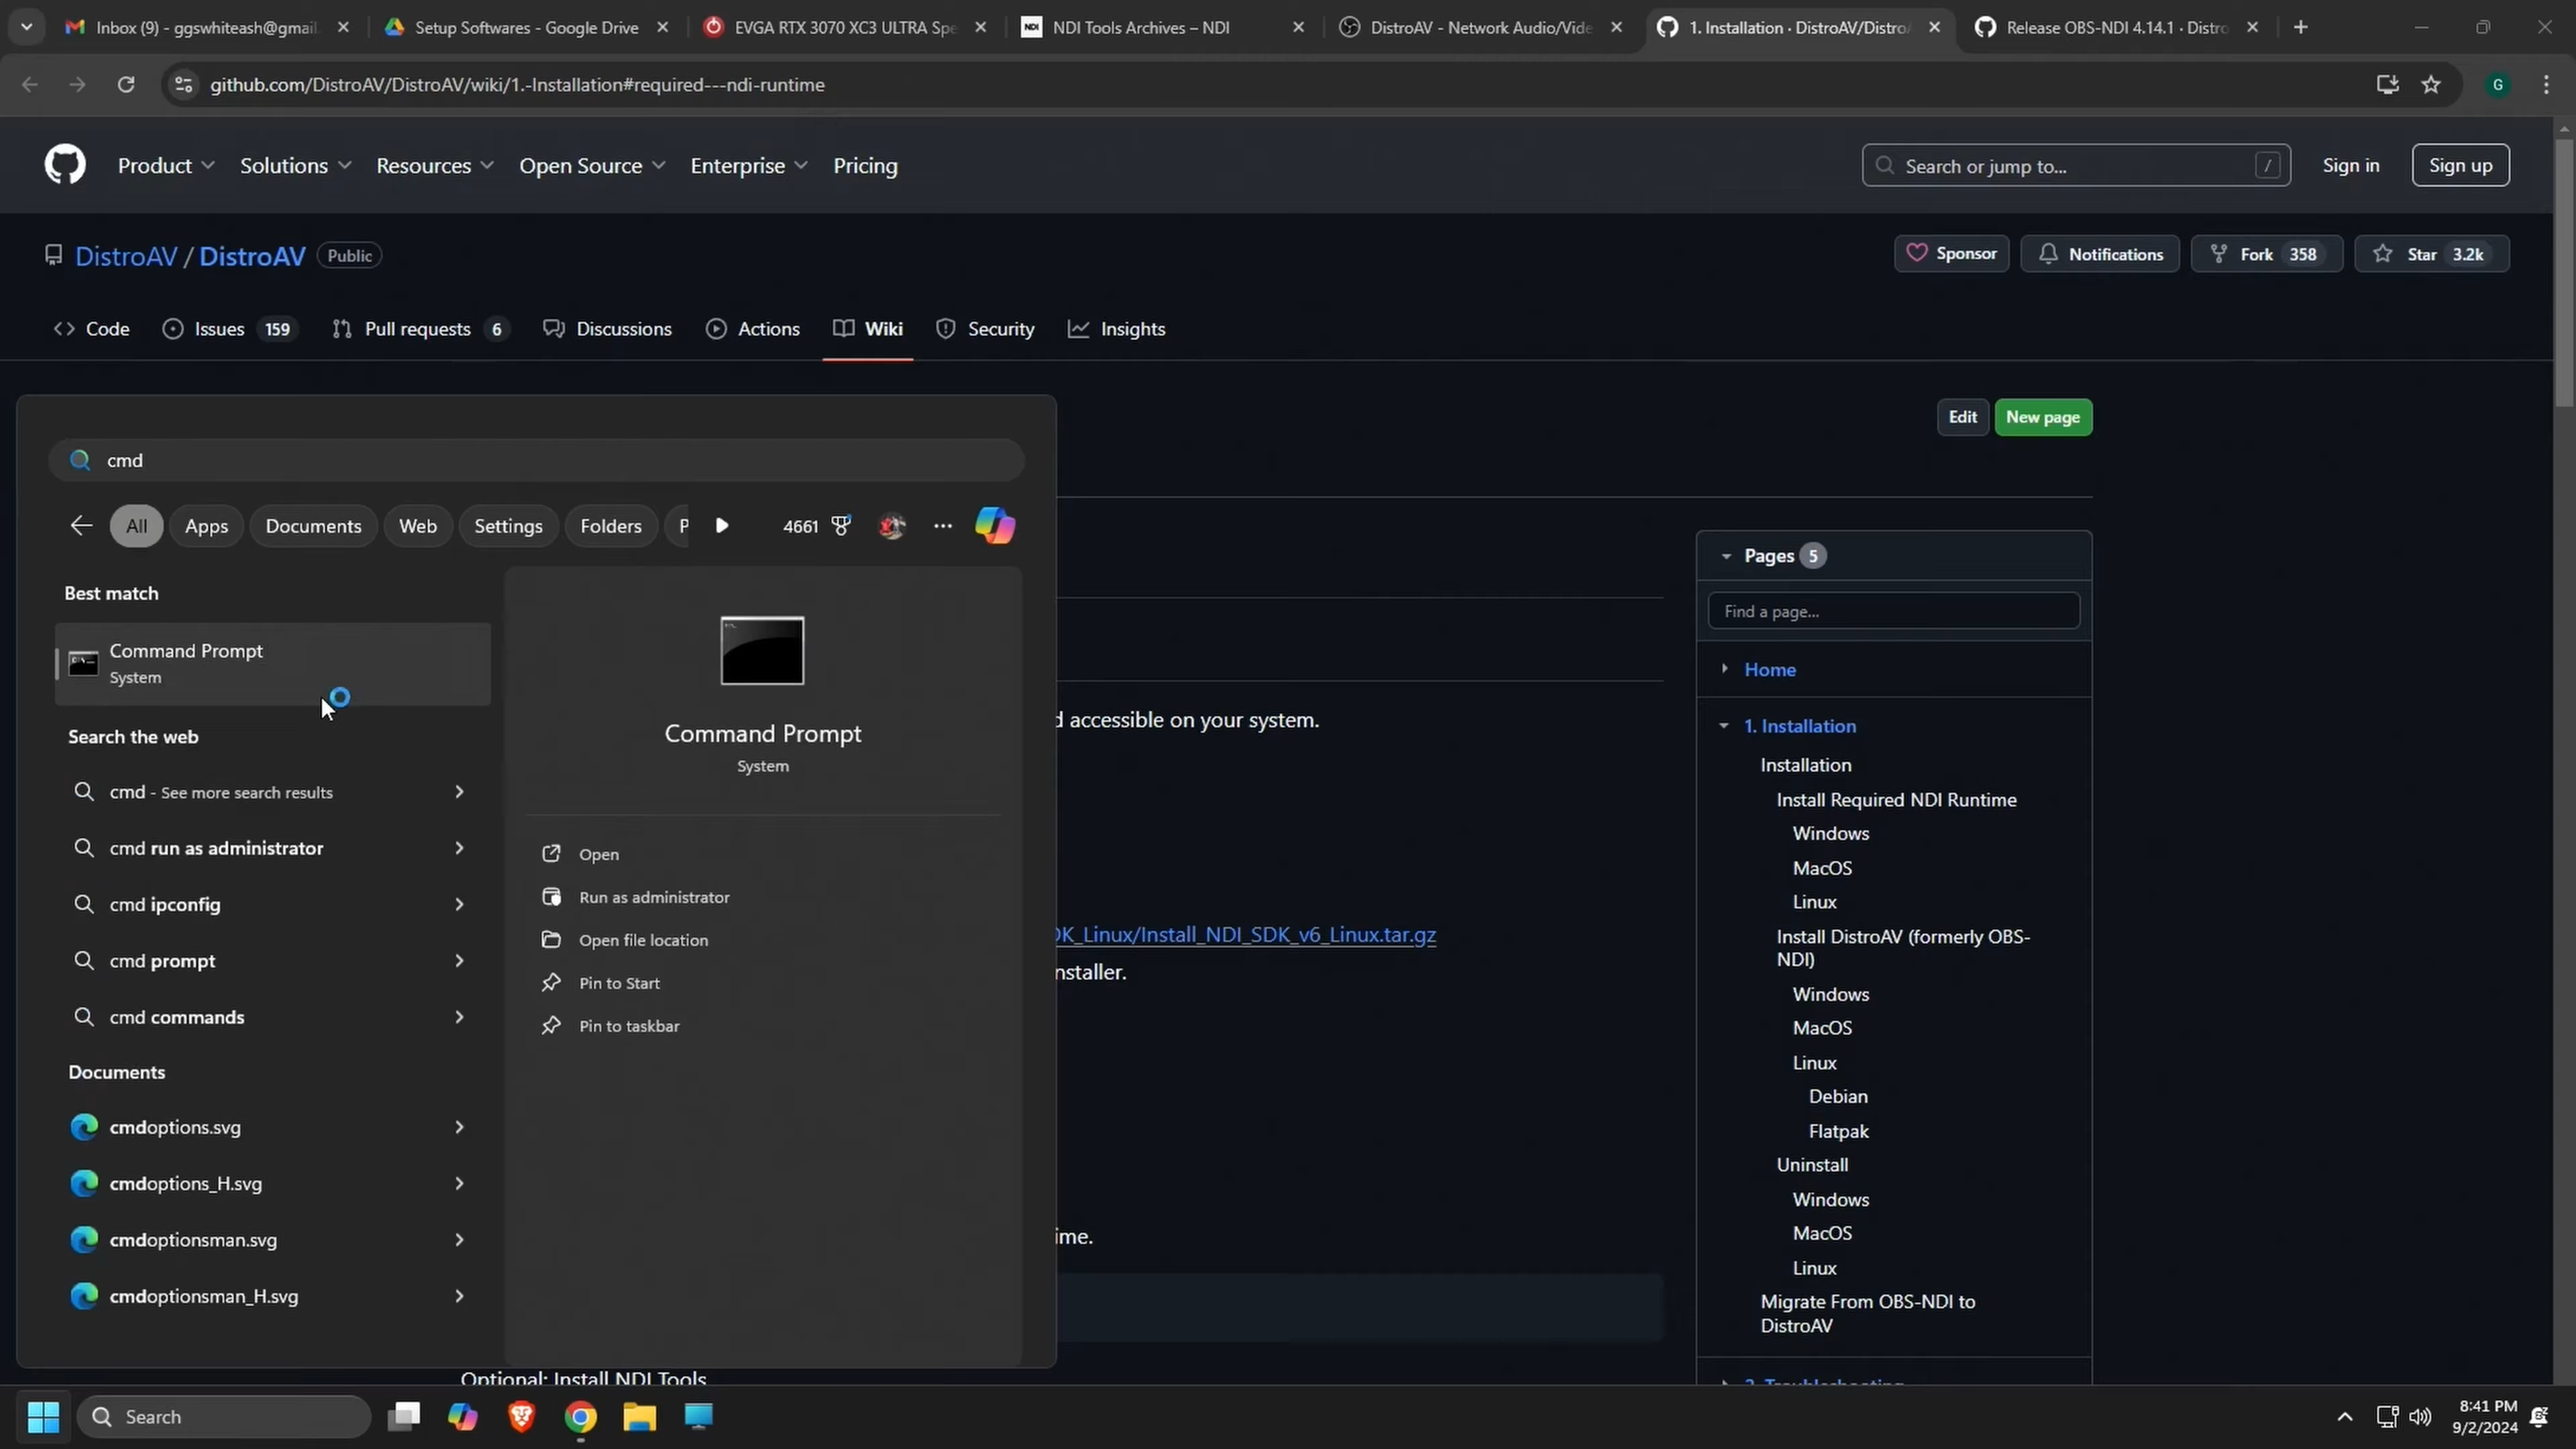 Inbox (9) - ggswhiteash@gmail
Setup Softwares - Google Drive
EVGA RTX 3070 XC3 ULTRA Spe
NDI
NDI Tools Archives – NDI
DistroAV - Network Audio/Vide
1. Installation · DistroAV/Distro
Release OBS-NDI 4.14.1 · Distro
github.com/DistroAV/DistroAV/wiki/1.-Installation#required---ndi-runtime
G
Product
Solutions
Resources
Open Source
Enterprise
Pricing
Search or jump to...
/
Sign in
Sign up
DistroAV / DistroAV
Public
Sponsor
Notifications
Fork 358
Star 3.2k
Code
Issues 159
Pull requests 6
Discussions
Actions
Wiki
Security
Insights
Edit
New page
cmd
All
Apps
Documents
Web
Settings
Folders
P
4661
Best match
Command Prompt
System
Search the web
cmd - See more search results
cmd run as administrator
cmd ipconfig
cmd prompt
cmd commands
Documents
cmdoptions.svg
cmdoptions_H.svg
cmdoptionsman.svg
cmdoptionsman_H.svg
Command Prompt
System
Open
Run as administrator
Open file location
Pin to Start
Pin to taskbar
d accessible on your system.
DK_Linux/Install_NDI_SDK_v6_Linux.tar.gz
nstaller.
ime.
Optional: Install NDI Tools
Pages 5
Find a page...
Home
1. Installation
Installation
Install Required NDI Runtime
Windows
MacOS
Linux
Install DistroAV (formerly OBS-
NDI)
Windows
MacOS
Linux
Debian
Flatpak
Uninstall
Windows
MacOS
Linux
Migrate From OBS-NDI to
DistroAV
2. Troubleshooting
Search
8:41 PM
9/2/2024